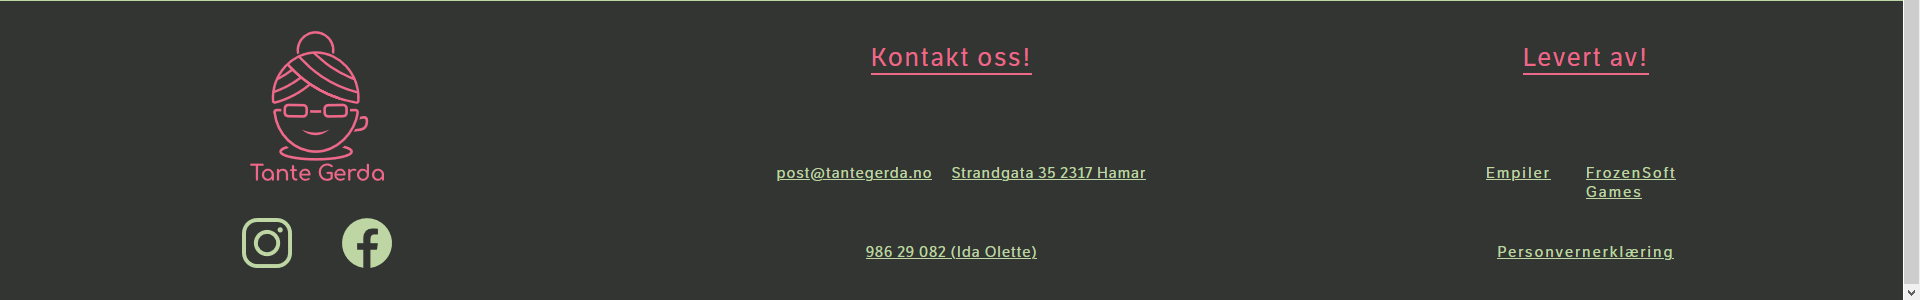 Tante Gerda
Kontakt oss!
post@tantegerda.no
Strandgata 35 2317 Hamar
986 29 082 (Ida Olette)
Levert av!
Empiler
FrozenSoft
Games
Personvernerklæring